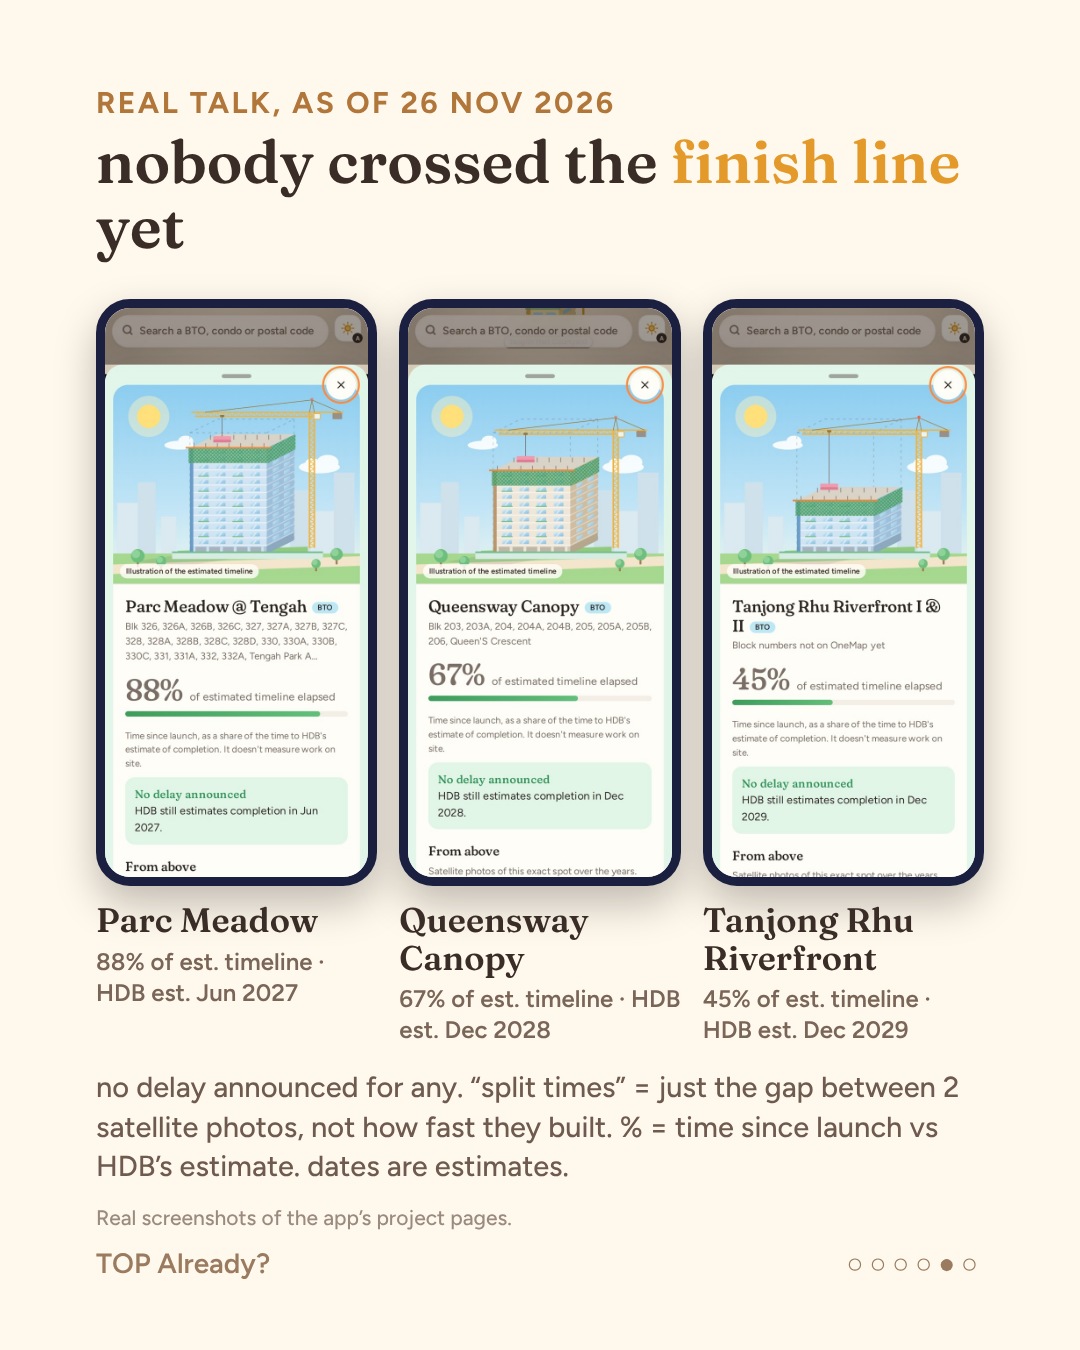 REAL TALK, AS OF 26 NOV 2026
nobody crossed the finish line
yet
Search a BTO, condo or postal code
A
Illustration of the estimated timeline
Parc Meadow @ Tengah BTO
Blk 326, 326A, 326B, 326C, 327, 327A, 327B, 327C,
328, 328A, 328B, 328C, 328D, 330, 330A, 330B,
330C, 331, 331A, 332, 332A, Tengah Park A...
88% of estimated timeline elapsed
Time since launch, as a share of the time to HDB's
estimate of completion. It doesn't measure work on
site.
No delay announced
HDB still estimates completion in Jun
2027.
From above
Search a BTO, condo or postal code
A
Illustration of the estimated timeline
Queensway Canopy BTO
Blk 203, 203A, 204, 204A, 204B, 205, 205A, 205B,
206, Queen'S Crescent
67% of estimated timeline elapsed
Time since launch, as a share of the time to HDB's
estimate of completion. It doesn't measure work on
site.
No delay announced
HDB still estimates completion in Dec
2028.
From above
Satellite photos of this exact spot over the years.
Search a BTO, condo or postal code
A
Illustration of the estimated timeline
Tanjong Rhu Riverfront I &
II BTO
Block numbers not on OneMap yet
45% of estimated timeline elapsed
Time since launch, as a share of the time to HDB's
estimate of completion. It doesn't measure work on
site.
No delay announced
HDB still estimates completion in Dec
2029.
From above
Satellite photos of this exact spot over the years.
Parc Meadow
88% of est. timeline ·
HDB est. Jun 2027
Queensway
Canopy
67% of est. timeline · HDB
est. Dec 2028
Tanjong Rhu
Riverfront
45% of est. timeline ·
HDB est. Dec 2029
no delay announced for any. “split times” = just the gap between 2
satellite photos, not how fast they built. % = time since launch vs
HDB’s estimate. dates are estimates.
Real screenshots of the app’s project pages.
TOP Already?